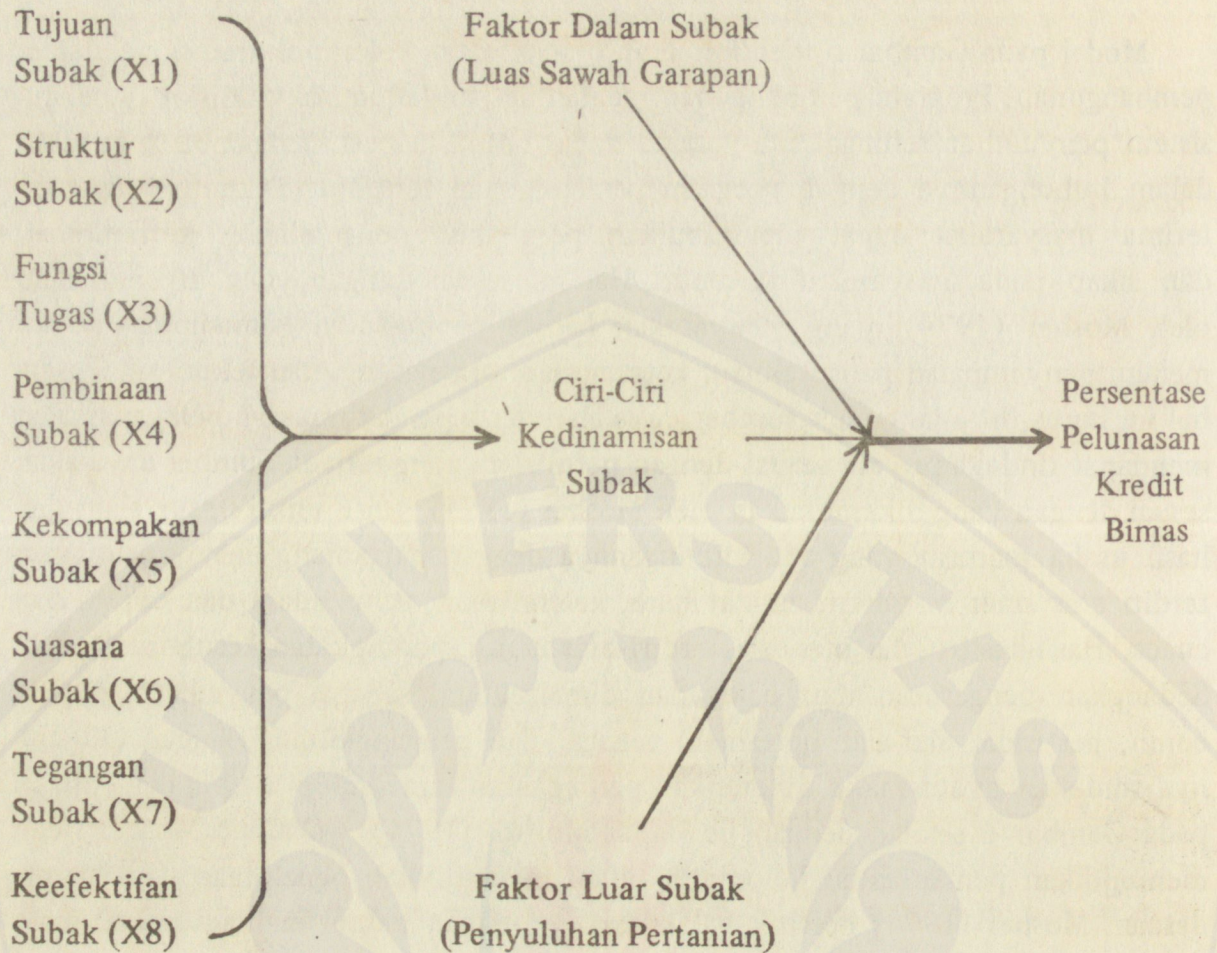 Tujuan
Subak (X1)
Struktur
Subak (X2)
Fungsi
Tugas (X3)
Pembinaan
Subak (X4)
Kekompakan
Subak (X5)
Suasana
Subak (X6)
Tegangan
Subak (X7)
Keefektifan
Subak (X8)
Faktor Dalam Subak
(Luas Sawah Garapan)
Ciri-Ciri
Kedinamisan
Subak
Faktor Luar Subak
(Penyuluhan Pertanian)
Persentase
Pelunasan
Kredit
Bimas
UNIVERSITAS